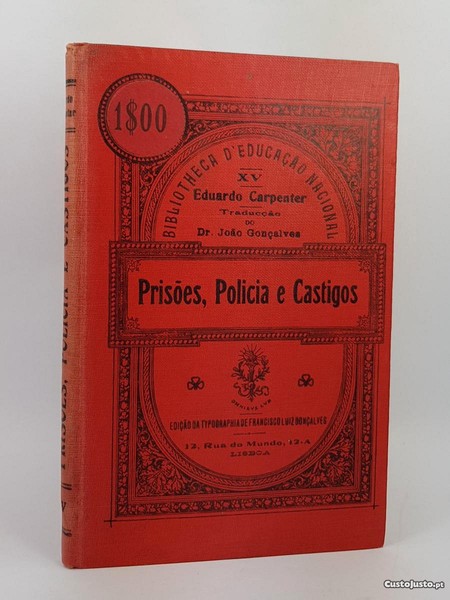 1$00
BIBLIOTHECA D'EDUCAÇÃO NACIONAL
XV
Eduardo Carpenter
Traducção
DO
Dr. João Gonçalves
Prisões, Policia e Castigos
EDIÇÃO DA TYPOGRAPHIA DE FRANCISCO LUIZ GONÇALVES
12, Rua do Mundo, 12-A
LISBOA
PRISÕES, POLICIA E CASTIGOS
Custojusto.pt